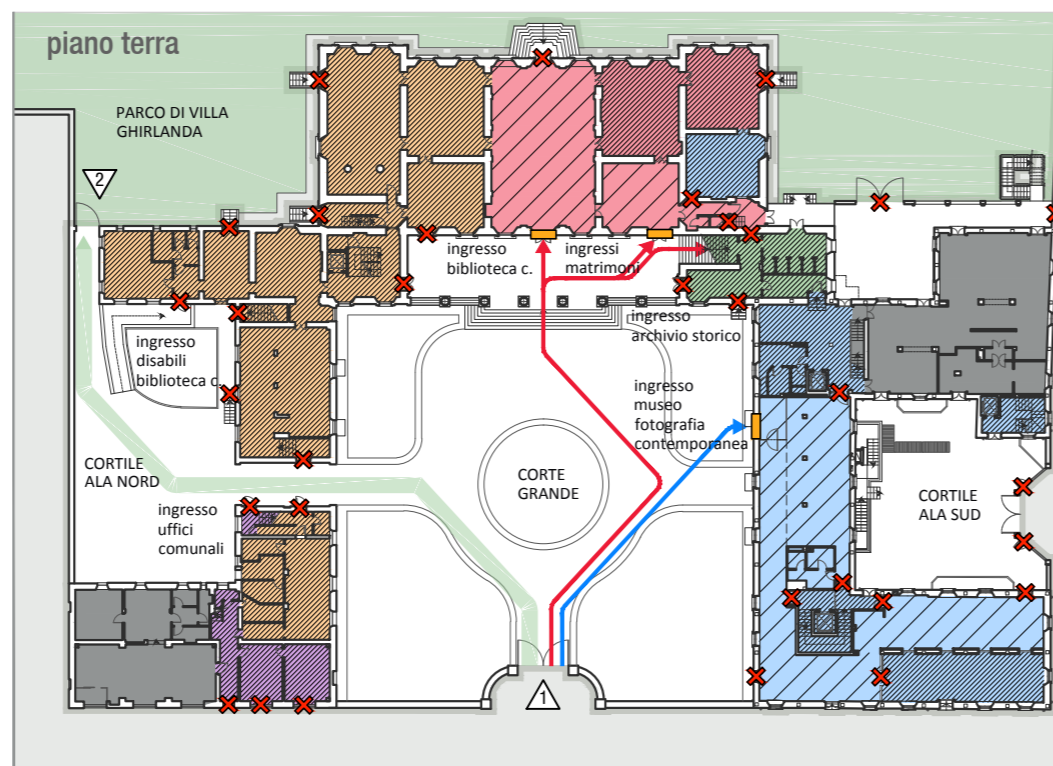 piano terra
PARCO DI VILLA
GHIRLANDA
2
ingresso
biblioteca c.
ingressi
matrimoni
ingresso
archivio storico
ingresso
disabili
biblioteca c.
ingresso
museo
fotografia
contemporanea
CORTILE
ALA NORD
CORTE
GRANDE
CORTILE
ALA SUD
ingresso
uffici
comunali
1